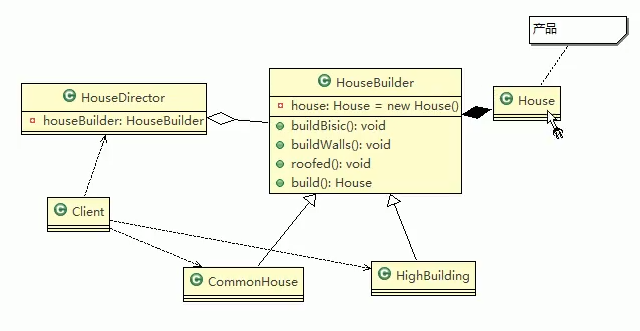 产品
HouseBuilder
house: House = new House()
buildBisic(): void
buildWalls(): void
roofed(): void
build(): House
HouseDirector
houseBuilder: HouseBuilder
House
Client
CommonHouse
HighBuilding